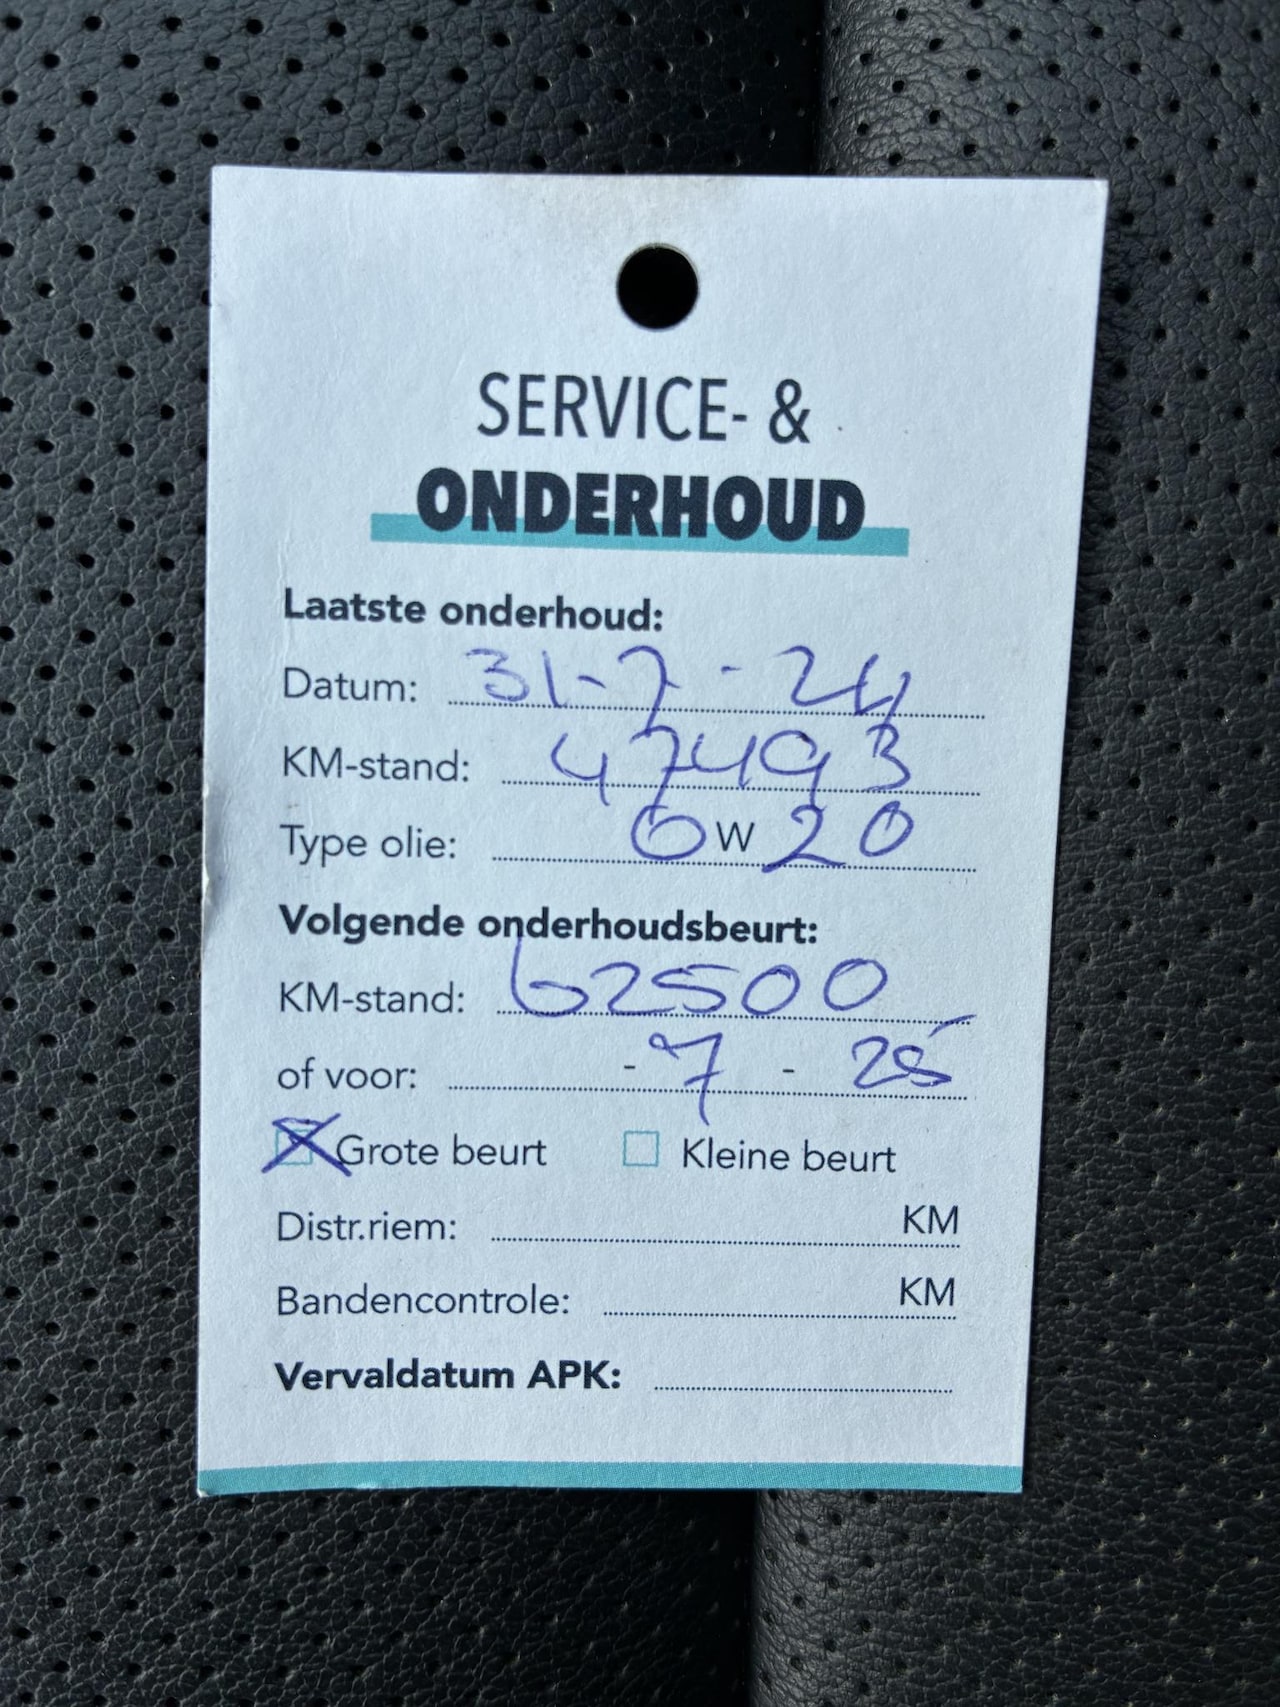 SERVICE- &
ONDERHOUD
Laatste onderhoud:
Datum: 31-7-24
KM-stand: 47493
Type olie: 0W20
Volgende onderhoudsbeurt:
KM-stand: 62500
of voor: -7-25
Grote beurt Kleine beurt
Distr.riem: KM
Bandencontrole: KM
Vervaldatum APK: